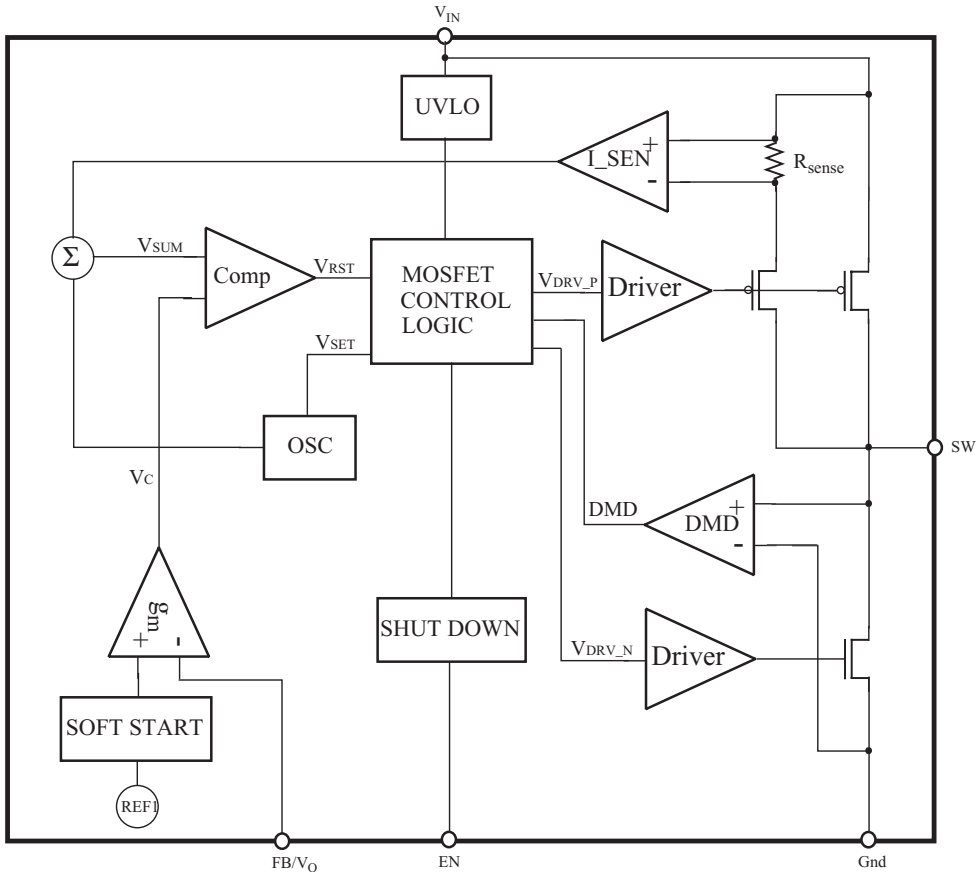 VIN
UVLO
I_SEN
+
-
Rsense
Σ
VSUM
Comp
VRST
MOSFET
CONTROL
LOGIC
VDRV_P
Driver
VSET
OSC
SW
VC
DMD
DMD
+
-
gm
+
-
SHUT DOWN
VDRV_N
Driver
SOFT START
REF1
FB/VO
EN
Gnd